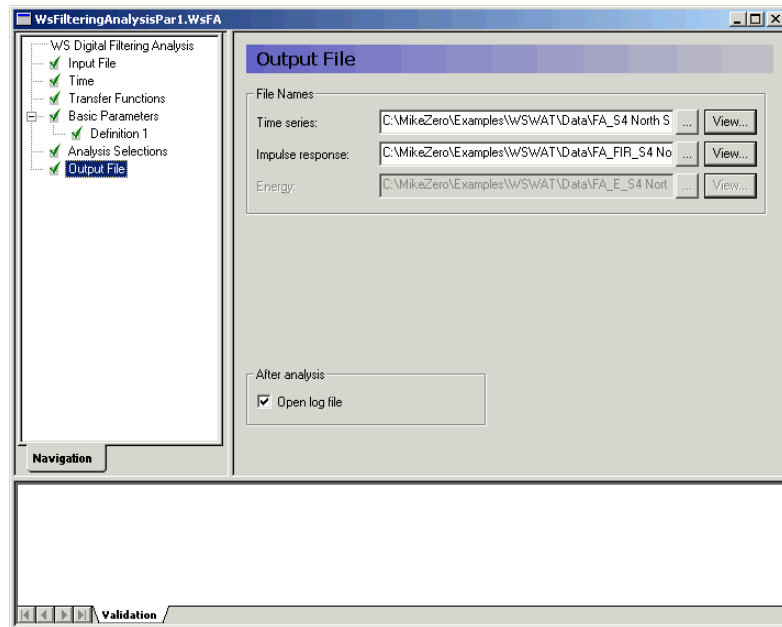 WsFilteringAnalysisPar1.WsFA
WS Digital Filtering Analysis
Input File
Time
Transfer Functions
Basic Parameters
Definition 1
Analysis Selections
Output File
Navigation
Output File
File Names
Time series: C:\MikeZero\Examples\WSWAT\Data\FA_S4 North S ... View...
Impulse response: C:\MikeZero\Examples\WSWAT\Data\FA_FIR_S4 No ... View...
Energy: C:\MikeZero\Examples\WSWAT\Data\FA_E_S4 Nort ... View...
After analysis
Open log file
Validation